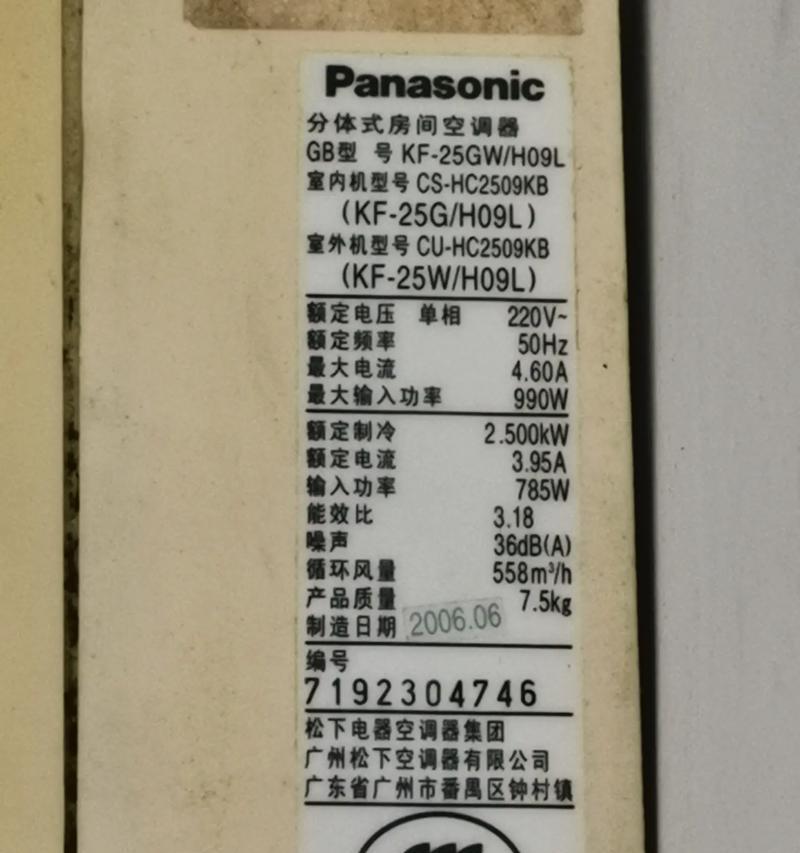 Panasonic
分体式房间空调器
GB型 号 KF-25GW/H09L
室内机型号 CS-HC2509KB
(KF-25G/H09L)
室外机型号 CU-HC2509KB
(KF-25W/H09L)
额定电压 单相 220V~
额定频率 50Hz
最大电流 4.60A
最大输入功率 990W
额定制冷 2.500kW
额定电流 3.95A
输入功率 785W
能效比 3.18
噪声 36dB(A)
循环风量 558m³/h
产品质量 7.5kg
制造日期 2006.06
编号
7192304746
松下电器空调器集团
广州松下空调器有限公司
广东省广州市番禺区钟村镇